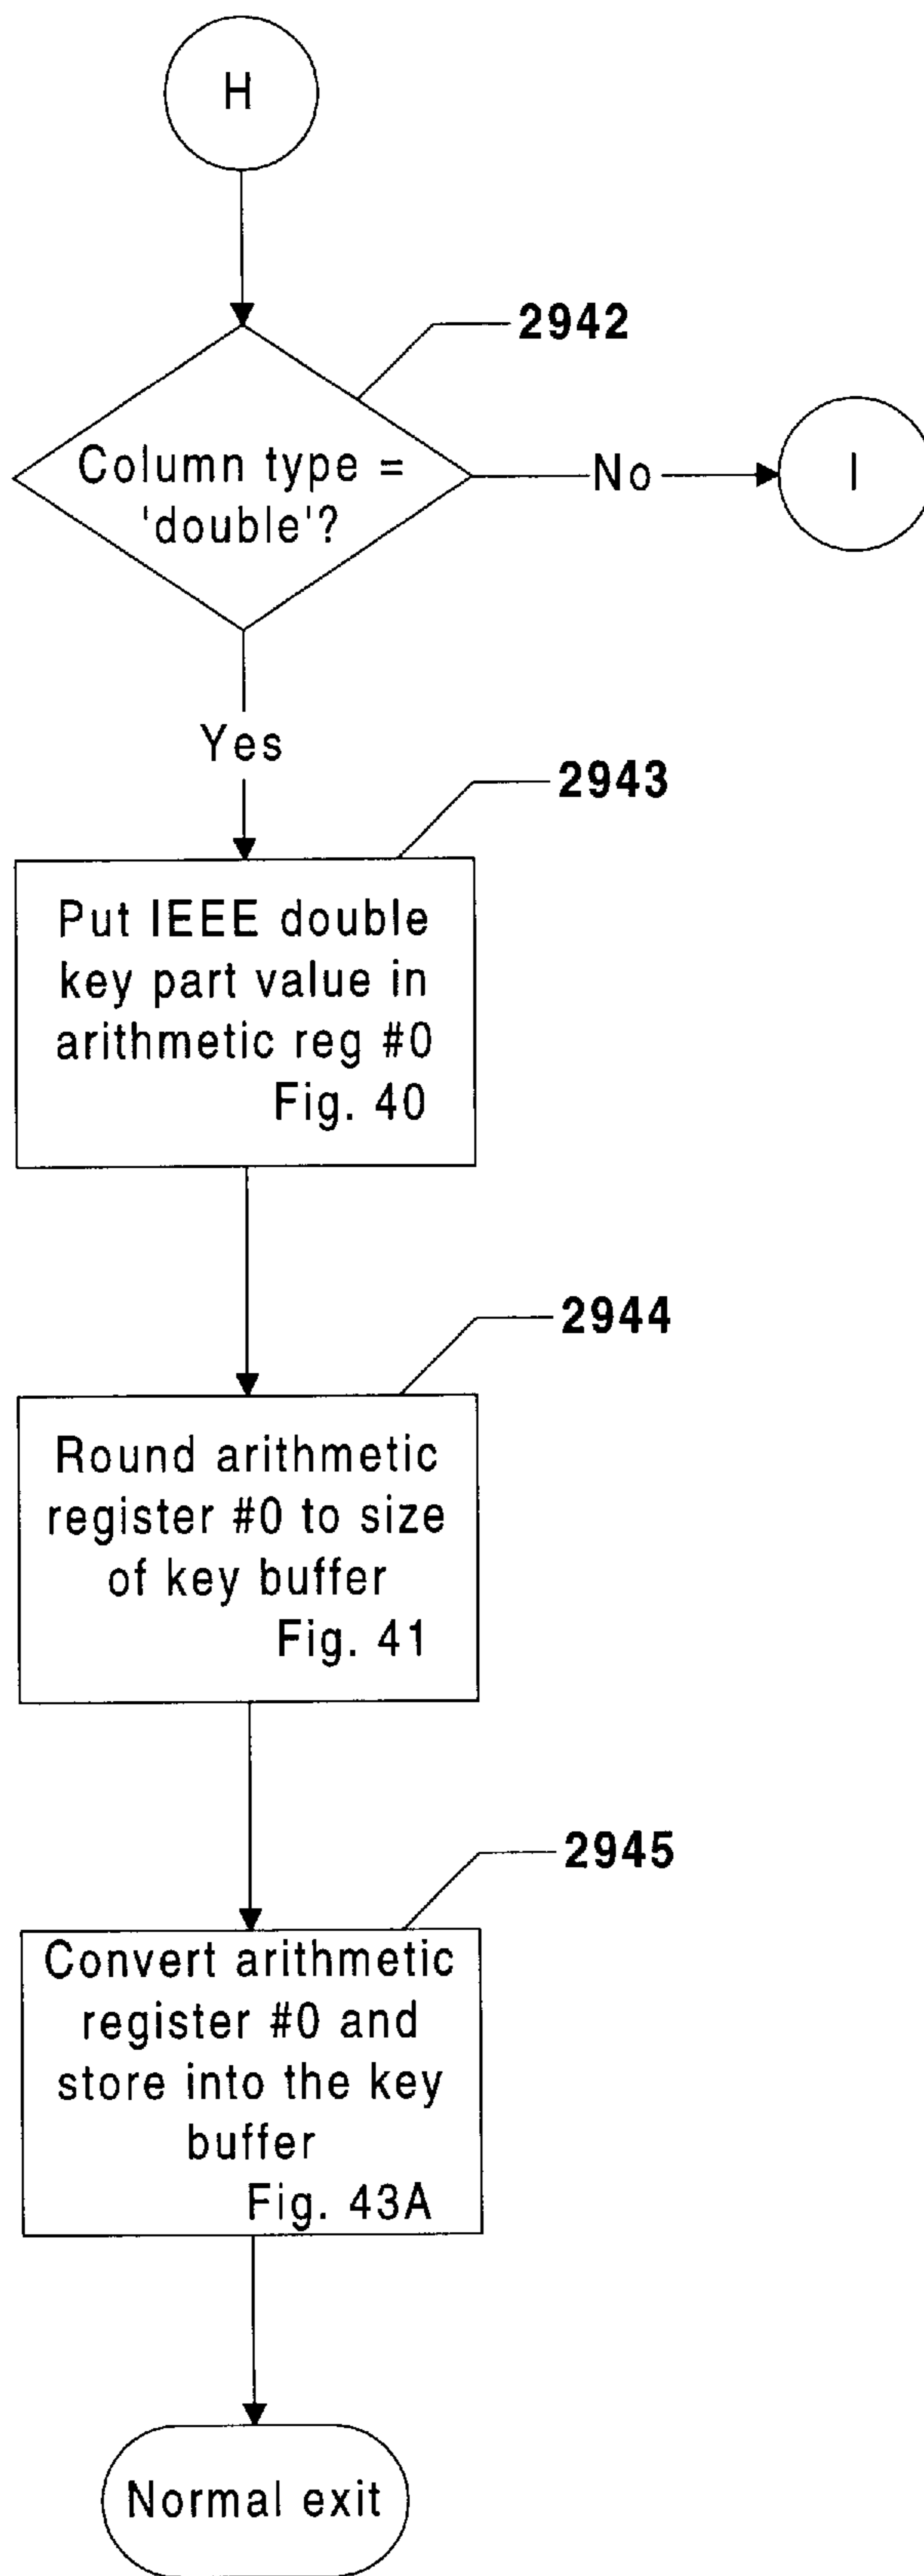 H
2942
Column type =
'double'?
No
I
Yes
2943
Put IEEE double
key part value in
arithmetic reg #0
Fig. 40
2944
Round arithmetic
register #0 to size
of key buffer
Fig. 41
2945
Convert arithmetic
register #0 and
store into the key
buffer
Fig. 43A
Normal exit